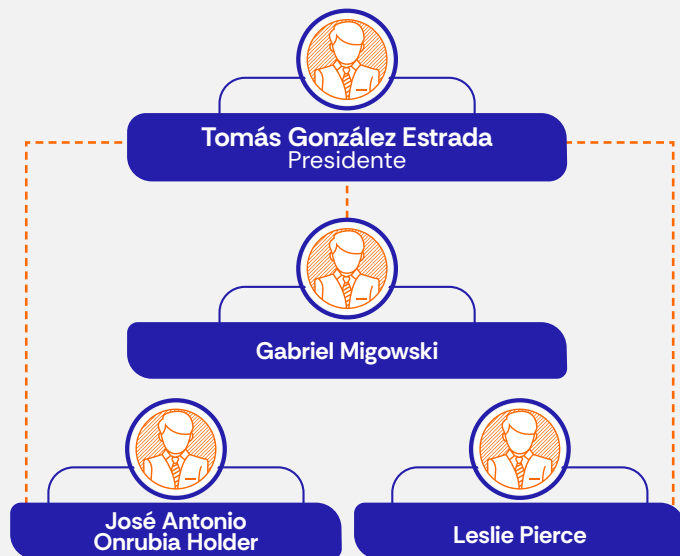 Tomás González Estrada
Presidente
Gabriel Migowski
José Antonio
Onrubia Holder
Leslie Pierce